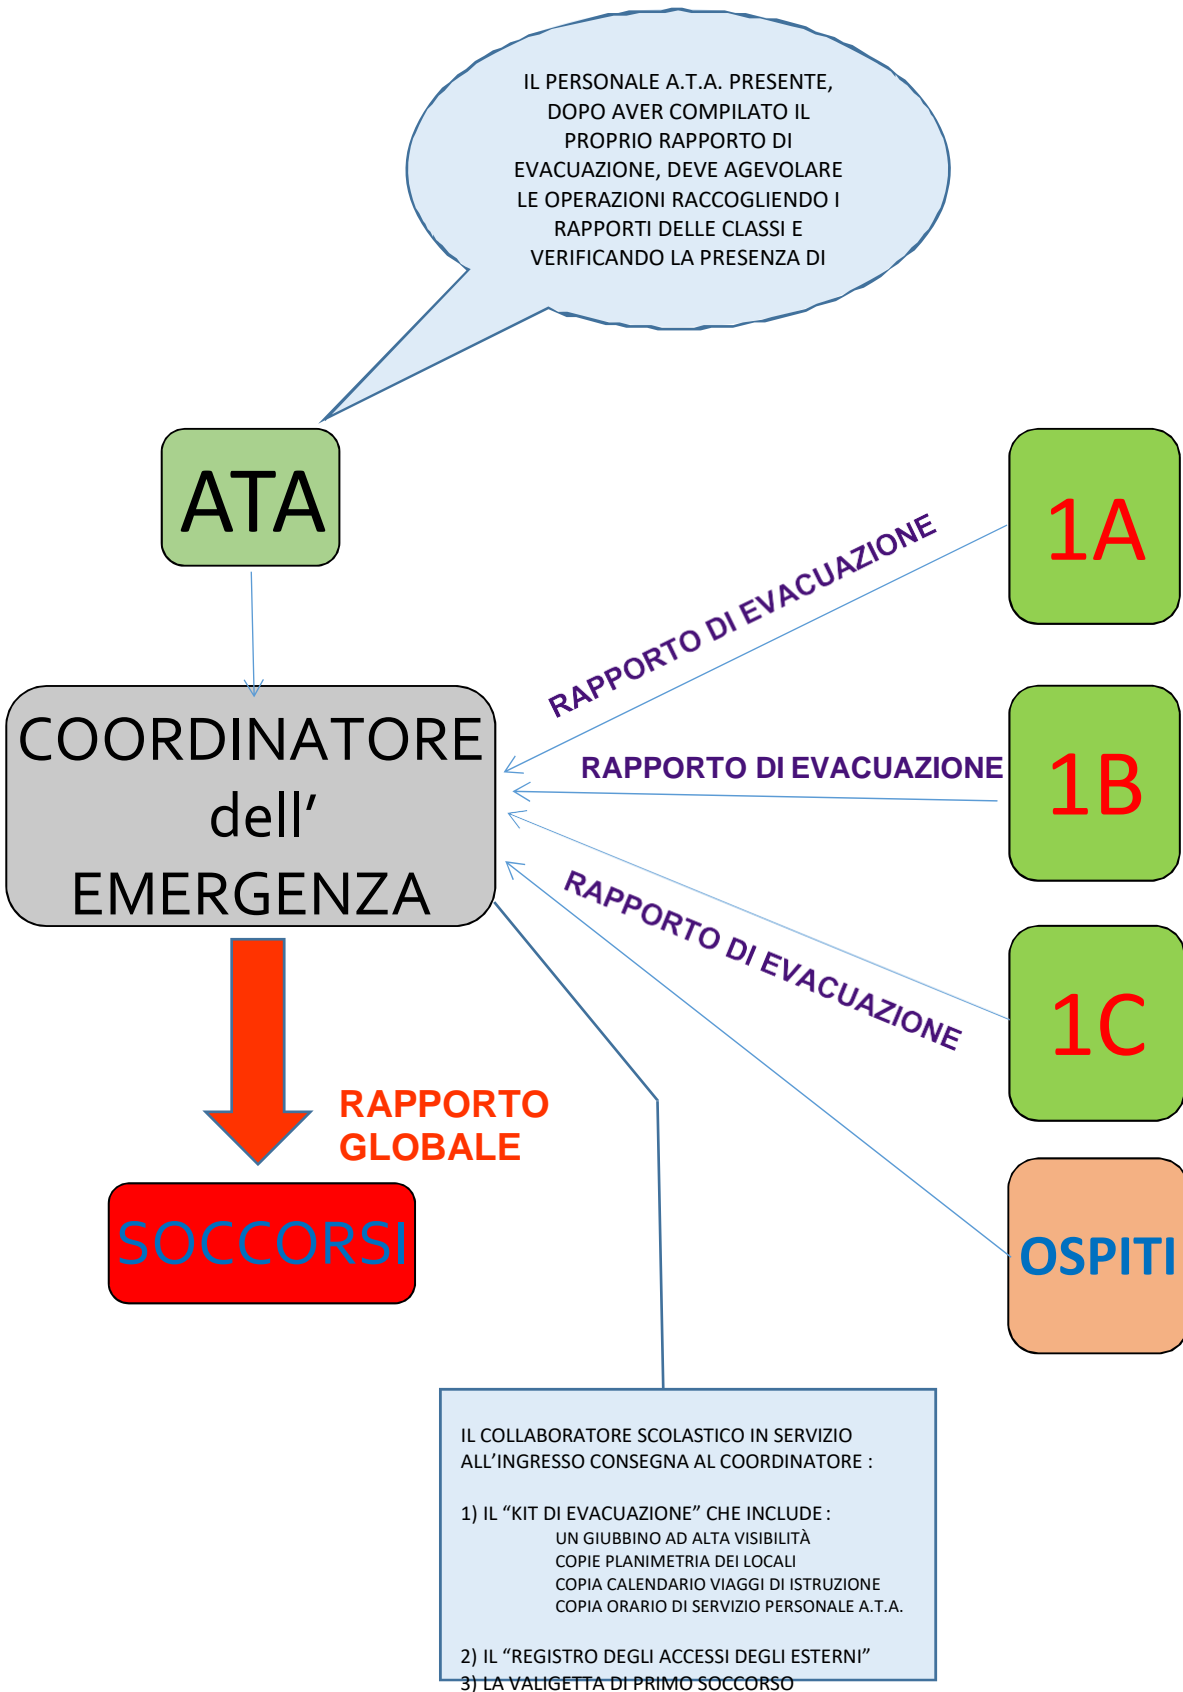 IL PERSONALE A.T.A. PRESENTE,
DOPO AVER COMPILATO IL
PROPRIO RAPPORTO DI
EVACUAZIONE, DEVE AGEVOLARE
LE OPERAZIONI RACCOGLIENDO I
RAPPORTI DELLE CLASSI E
VERIFICANDO LA PRESENZA DI
ATA
1A
RAPPORTO DI EVACUAZIONE
COORDINATORE
dell'
EMERGENZA
RAPPORTO DI EVACUAZIONE
1B
RAPPORTO DI EVACUAZIONE
1C
RAPPORTO
GLOBALE
SOCCORSI
OSPITI
IL COLLABORATORE SCOLASTICO IN SERVIZIO
ALL’INGRESSO CONSEGNA AL COORDINATORE :
1) IL “KIT DI EVACUAZIONE” CHE INCLUDE :
UN GIUBBINO AD ALTA VISIBILITÀ
COPIE PLANIMETRIA DEI LOCALI
COPIA CALENDARIO VIAGGI DI ISTRUZIONE
COPIA ORARIO DI SERVIZIO PERSONALE A.T.A.
2) IL “REGISTRO DEGLI ACCESSI DEGLI ESTERNI”
3) LA VALIGETTA DI PRIMO SOCCORSO